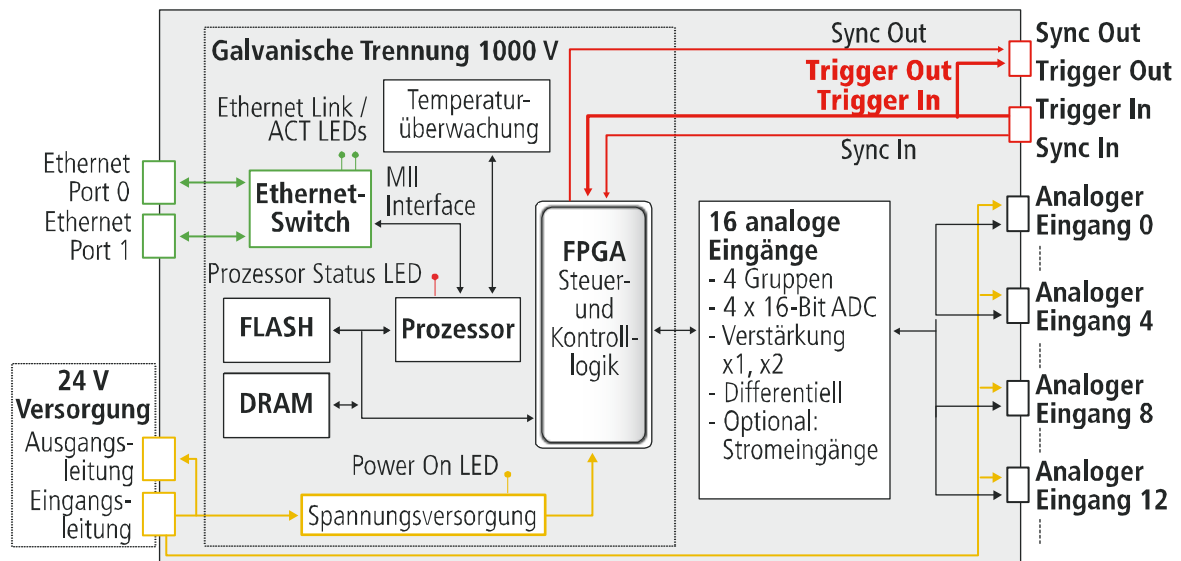 Galvanische Trennung 1000 V
Sync Out
Trigger Out
Trigger In
Sync In
Sync Out
Trigger Out
Trigger In
Sync In
Ethernet Link /
ACT LEDs
Temperatur-
überwachung
Ethernet
Port 0
Ethernet
Port 1
Ethernet-
Switch
MII
Interface
Prozessor Status LED
FLASH
Prozessor
DRAM
FPGA
Steuer-
und
Kontroll-
logik
16 analoge
Eingänge
- 4 Gruppen
- 4 x 16-Bit ADC
- Verstärkung
x1, x2
- Differentiell
- Optional:
Stromeingänge
Analoger
Eingang 0
Analoger
Eingang 4
Analoger
Eingang 8
Analoger
Eingang 12
24 V
Versorgung
Ausgangs-
leitung
Eingangs-
leitung
Power On LED
Spannungsversorgung